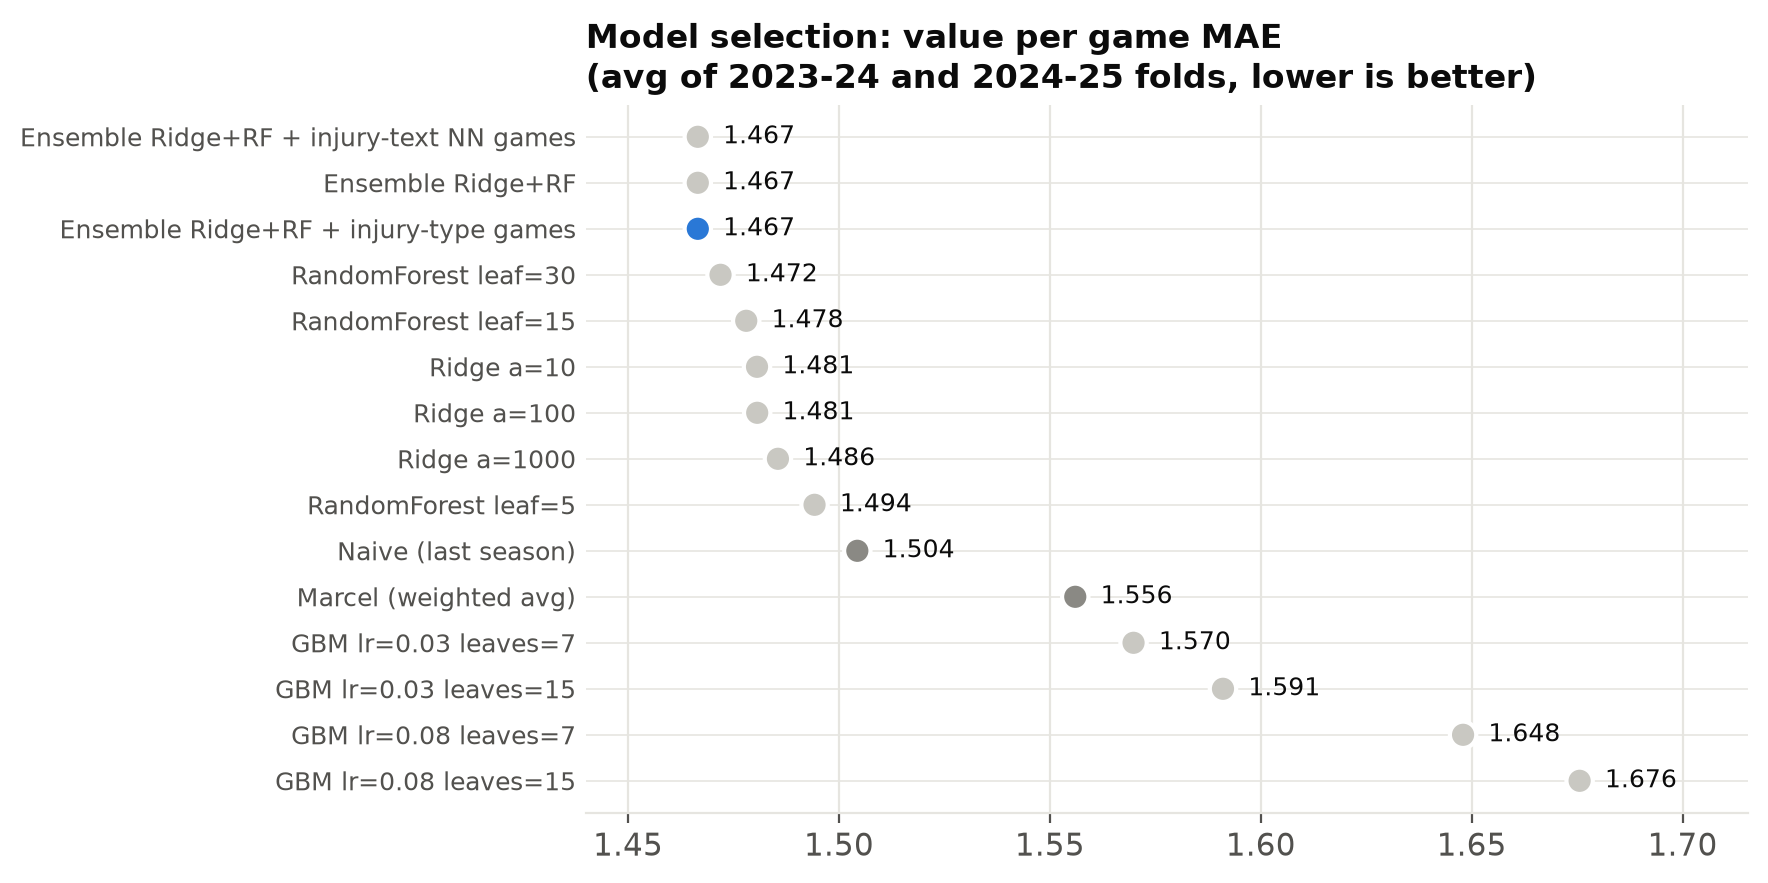 Model selection: value per game MAE
(avg of 2023-24 and 2024-25 folds, lower is better)
Ensemble Ridge+RF + injury-text NN games 1.467
Ensemble Ridge+RF 1.467
Ensemble Ridge+RF + injury-type games 1.467
RandomForest leaf=30 1.472
RandomForest leaf=15 1.478
Ridge a=10 1.481
Ridge a=100 1.481
Ridge a=1000 1.486
RandomForest leaf=5 1.494
Naive (last season) 1.504
Marcel (weighted avg) 1.556
GBM lr=0.03 leaves=7 1.570
GBM lr=0.03 leaves=15 1.591
GBM lr=0.08 leaves=7 1.648
GBM lr=0.08 leaves=15 1.676
1.45 1.50 1.55 1.60 1.65 1.70